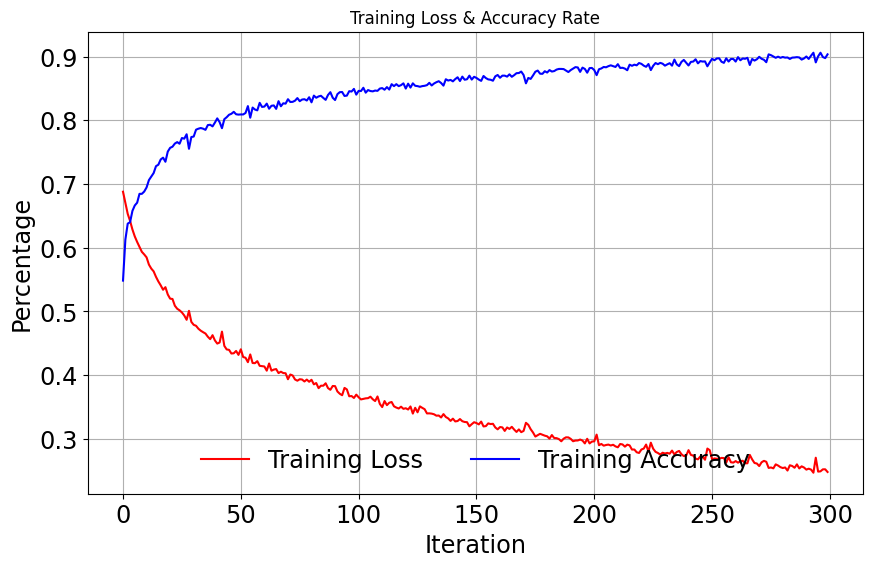 Training Loss & Accuracy Rate
Percentage
0.9
0.8
0.7
0.6
0.5
0.4
0.3
Training Loss
Training Accuracy
0 50 100 150 200 250 300
Iteration